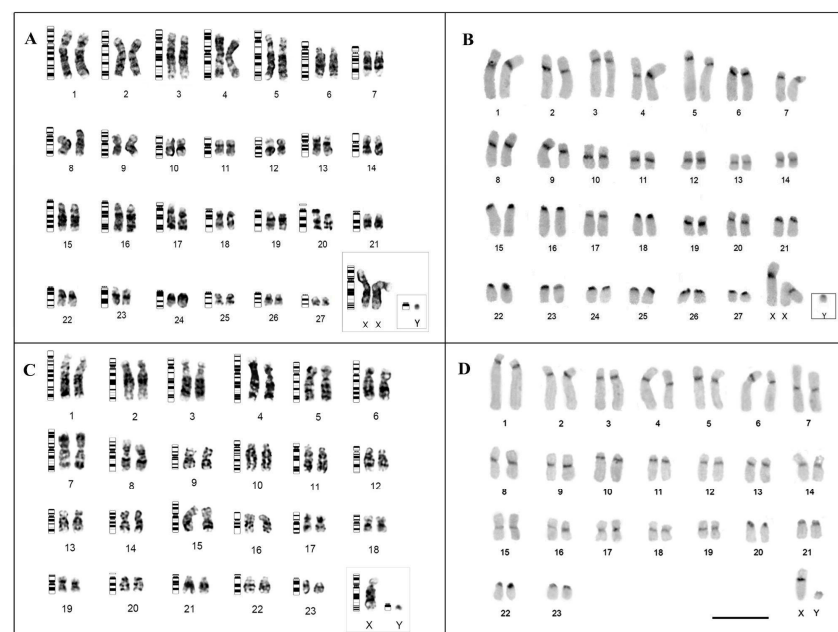 A
1 2 3 4 5 6 7
8 9 10 11 12 13 14
15 16 17 18 19 20 21
22 23 24 25 26 27 X X Y
B
1 2 3 4 5 6 7
8 9 10 11 12 13 14
15 16 17 18 19 20 21
22 23 24 25 26 27 X X Y
C
1 2 3 4 5 6
7 8 9 10 11 12
13 14 15 16 17 18
19 20 21 22 23 X Y
D
1 2 3 4 5 6 7
8 9 10 11 12 13 14
15 16 17 18 19 20 21
22 23 X Y